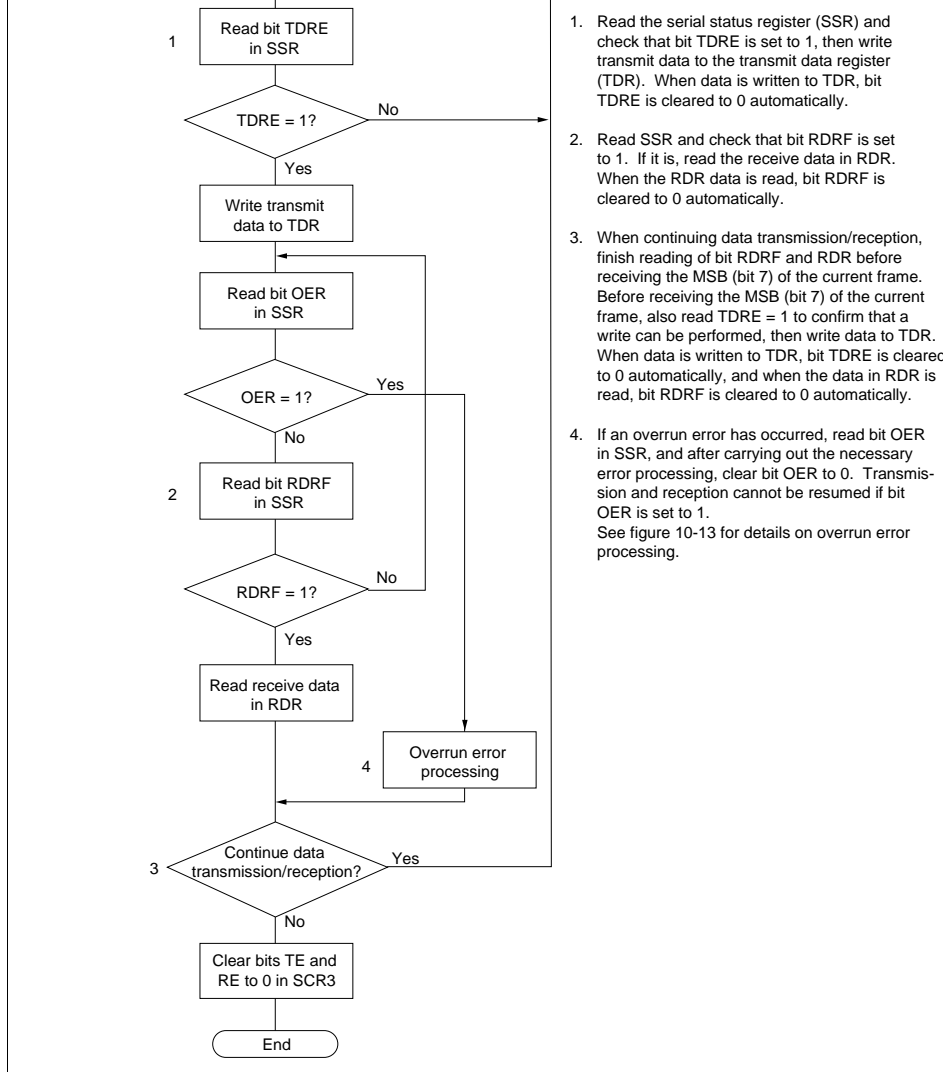 1
Read bit TDRE
in SSR
TDRE = 1?
No
Yes
Write transmit
data to TDR
Read bit OER
in SSR
OER = 1?
Yes
No
2
Read bit RDRF
in SSR
RDRF = 1?
No
Yes
Read receive data
in RDR
4
Overrun error
processing
3
Continue data
transmission/reception?
Yes
No
Clear bits TE and
RE to 0 in SCR3
End
1. Read the serial status register (SSR) and
check that bit TDRE is set to 1, then write
transmit data to the transmit data register
(TDR). When data is written to TDR, bit
TDRE is cleared to 0 automatically.
2. Read SSR and check that bit RDRF is set
to 1. If it is, read the receive data in RDR.
When the RDR data is read, bit RDRF is
cleared to 0 automatically.
3. When continuing data transmission/reception,
finish reading of bit RDRF and RDR before
receiving the MSB (bit 7) of the current frame.
Before receiving the MSB (bit 7) of the current
frame, also read TDRE = 1 to confirm that a
write can be performed, then write data to TDR.
When data is written to TDR, bit TDRE is cleared
to 0 automatically, and when the data in RDR is
read, bit RDRF is cleared to 0 automatically.
4. If an overrun error has occurred, read bit OER
in SSR, and after carrying out the necessary
error processing, clear bit OER to 0. Transmis-
sion and reception cannot be resumed if bit
OER is set to 1.
See figure 10-13 for details on overrun error
processing.